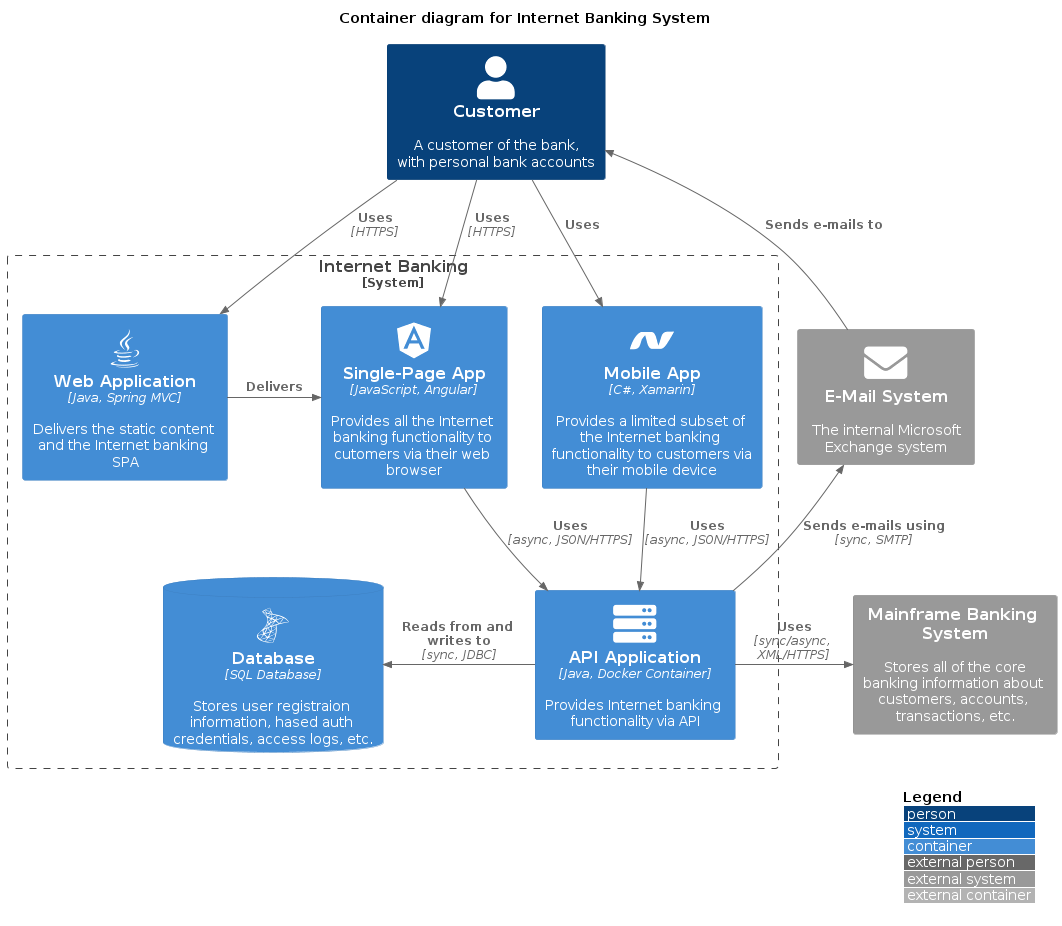 Container diagram for Internet Banking System
Customer
A customer of the bank,
with personal bank accounts
Uses
[HTTPS]
Uses
[HTTPS]
Uses
Sends e-mails to
Internet Banking
[System]
Web Application
[Java, Spring MVC]
Delivers the static content
and the Internet banking
SPA
Delivers
Single-Page App
[JavaScript, Angular]
Provides all the Internet
banking functionality to
cutomers via their web
browser
Mobile App
[C#, Xamarin]
Provides a limited subset of
the Internet banking
functionality to customers via
their mobile device
E-Mail System
The internal Microsoft
Exchange system
Uses
[async, JSON/HTTPS]
Uses
[async, JSON/HTTPS]
Sends e-mails using
[sync, SMTP]
Database
[SQL Database]
Stores user registraion
information, hased auth
credentials, access logs, etc.
Reads from and
writes to
[sync, JDBC]
API Application
[Java, Docker Container]
Provides Internet banking
functionality via API
Uses
[sync/async,
XML/HTTPS]
Mainframe Banking
System
Stores all of the core
banking information about
customers, accounts,
transactions, etc.
Legend
person
system
container
external person
external system
external container